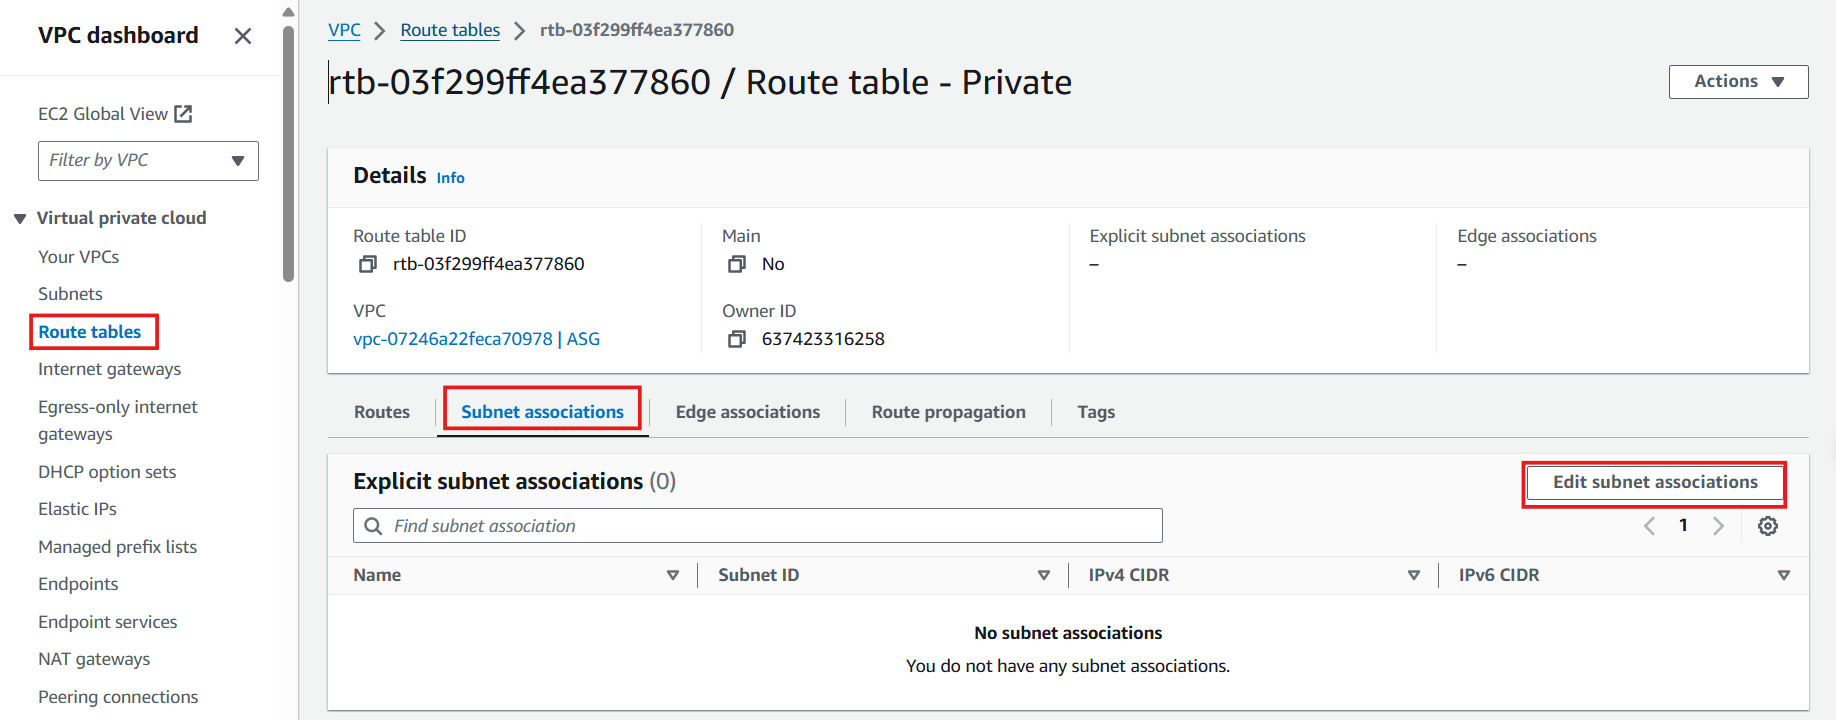 VPC dashboard
EC2 Global View
Filter by VPC
Virtual private cloud
Your VPCs
Subnets
Route tables
Internet gateways
Egress-only internet
gateways
DHCP option sets
Elastic IPs
Managed prefix lists
Endpoints
Endpoint services
NAT gateways
Peering connections
VPC > Route tables > rtb-03f299ff4ea377860
rtb-03f299ff4ea377860 / Route table - Private
Actions
Details Info
Route table ID
rtb-03f299ff4ea377860
Main
No
Explicit subnet associations
–
Edge associations
–
VPC
vpc-07246a22feca70978 | ASG
Owner ID
637423316258
Routes Subnet associations Edge associations Route propagation Tags
Explicit subnet associations (0)
Edit subnet associations
Find subnet association
1
Name Subnet ID IPv4 CIDR IPv6 CIDR
No subnet associations
You do not have any subnet associations.